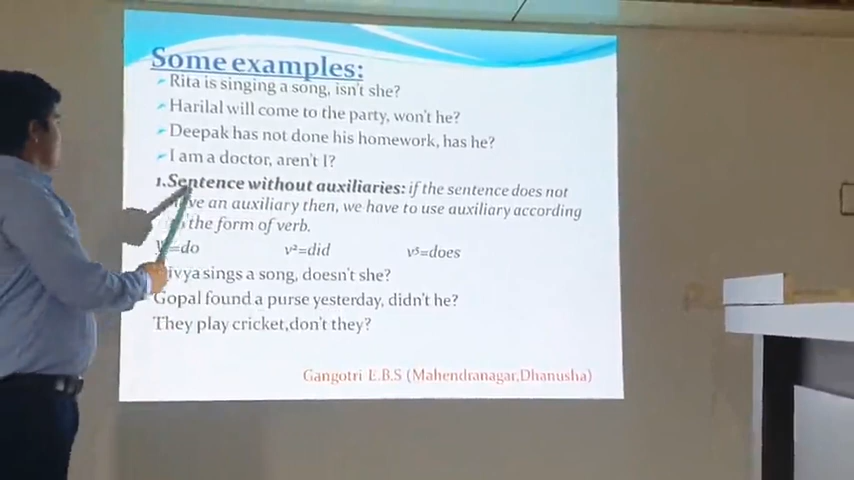 Some examples:
Rita is singing a song, isn't she?
Harilal will come to the party, won't he?
Deepak has not done his homework, has he?
I am a doctor, aren't I?
1.Sentence without auxiliaries: if the sentence does not
an auxiliary then, we have to use auxiliary according
the form of verb.
=do v²=did v⁵=does
sings a song, doesn't she?
Gopal found a purse yesterday, didn't he?
They play cricket,don't they?
Gangotri E.B.S (Mahendranagar,Dhanusha)